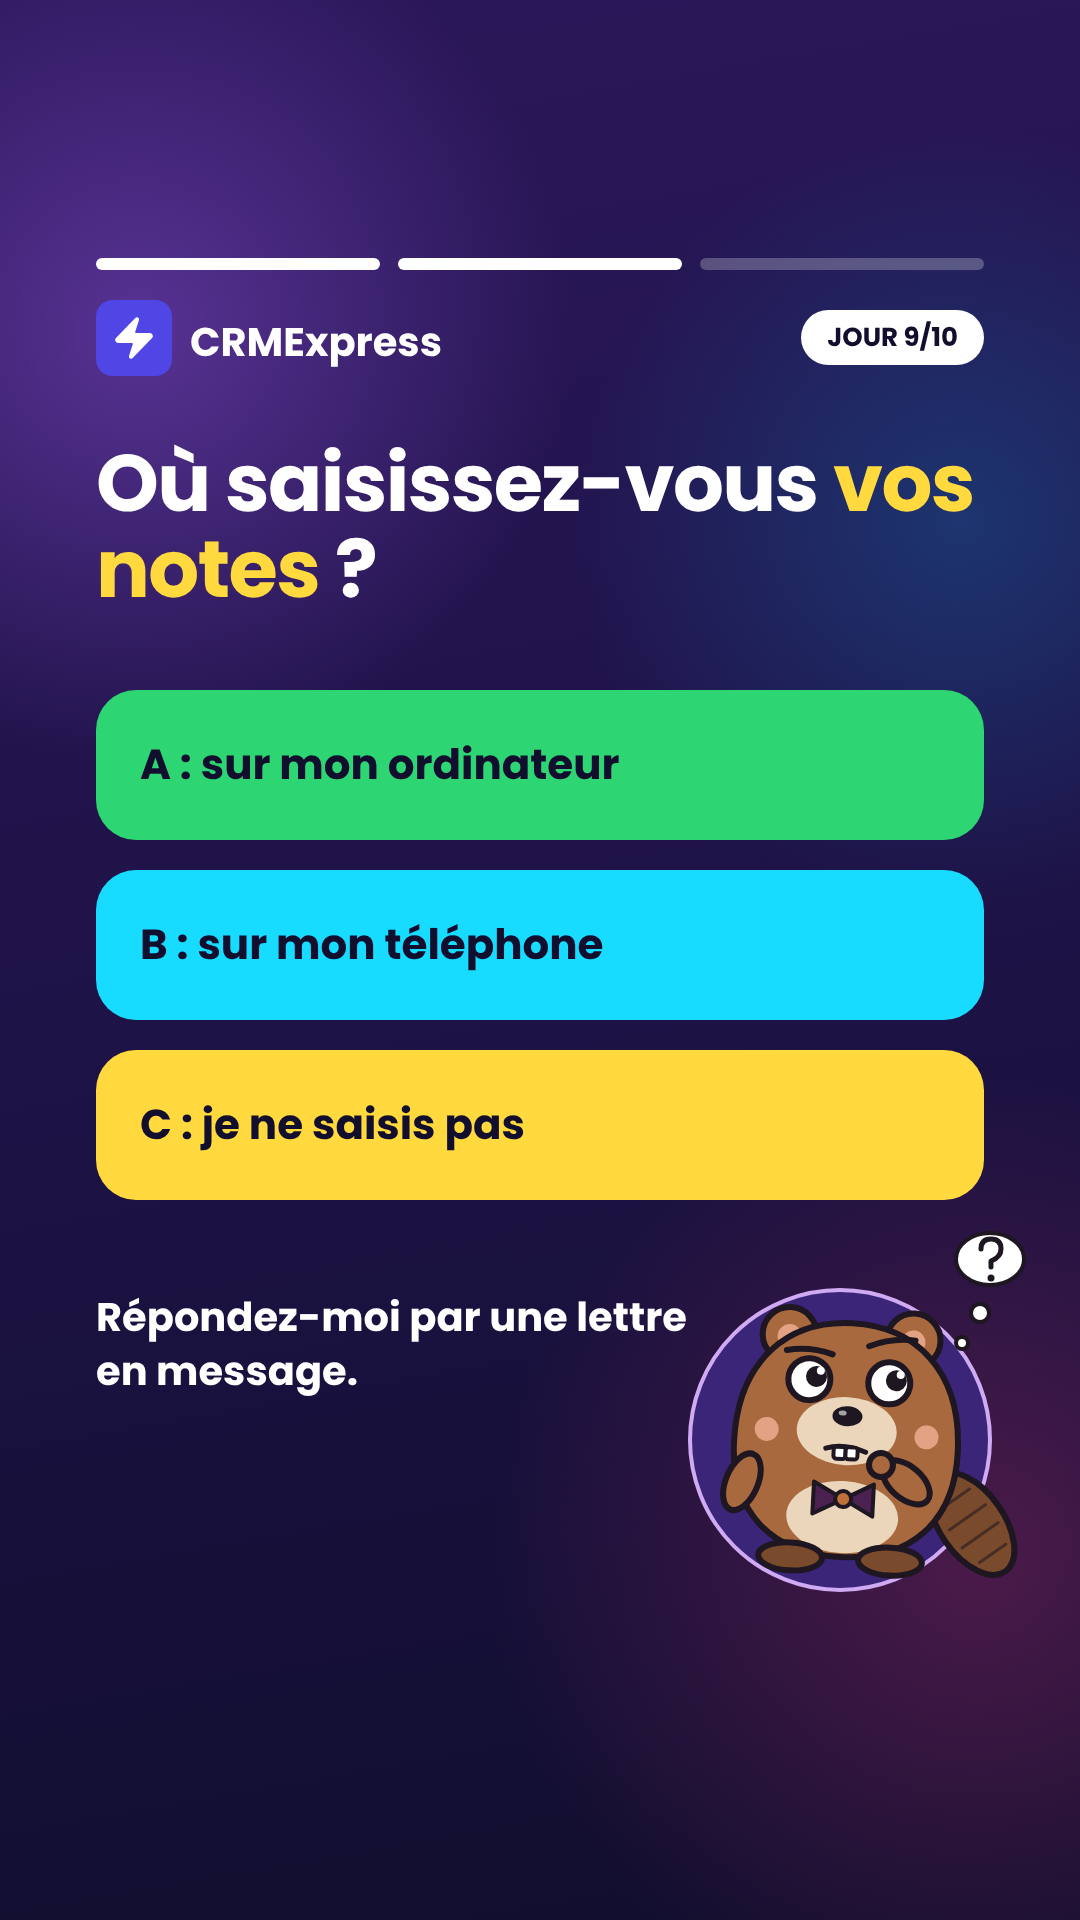 CRMExpress
JOUR 9/10
Où saisissez-vous vos
notes ?
A : sur mon ordinateur
B : sur mon téléphone
C : je ne saisis pas
?
Répondez-moi par une lettre
en message.